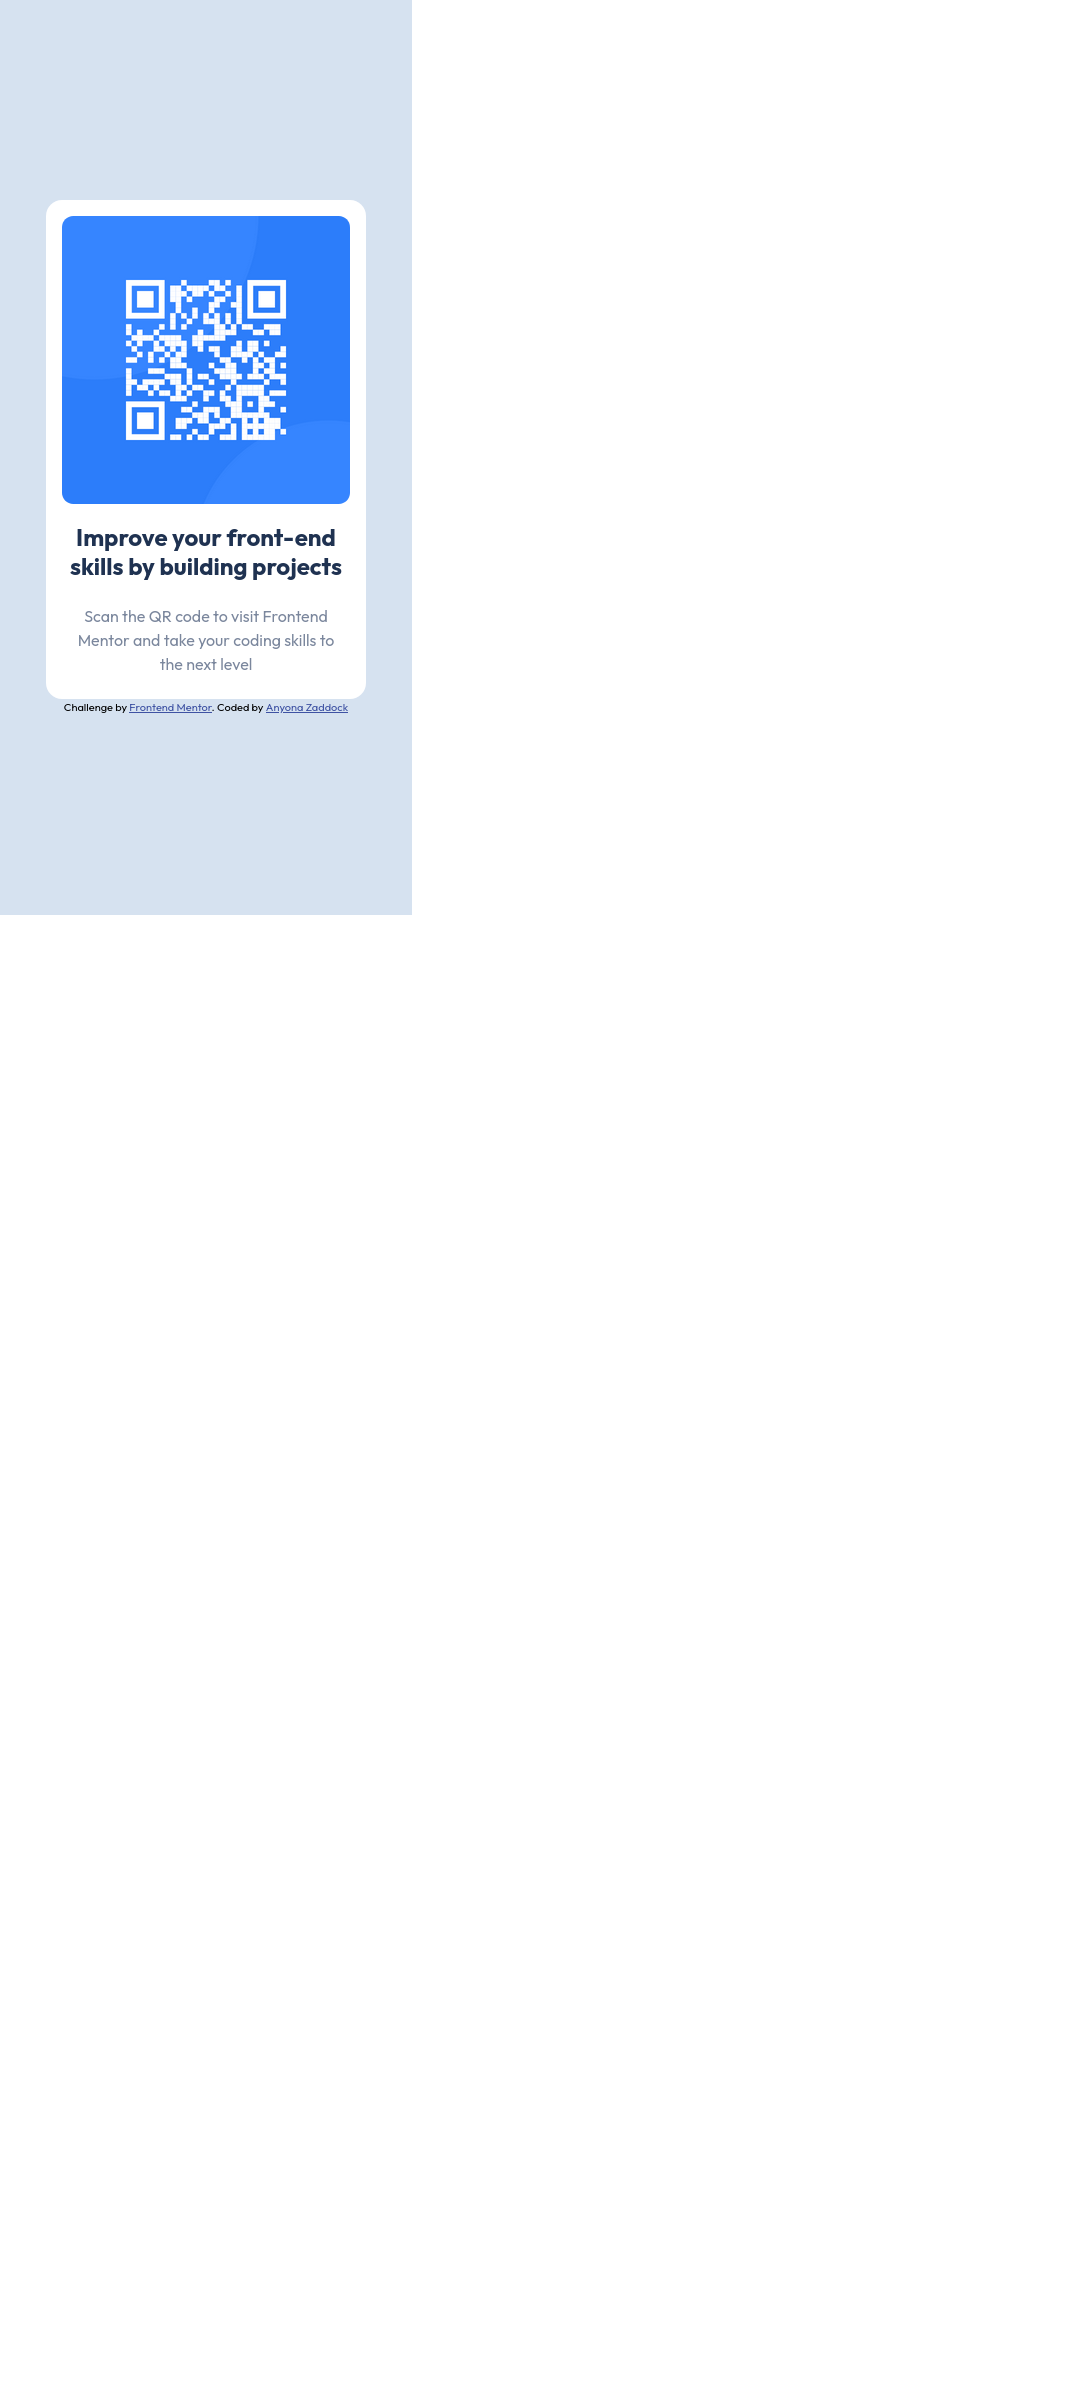 Improve your front-end
skills by building projects
Scan the QR code to visit Frontend
Mentor and take your coding skills to
the next level
Challenge by Frontend Mentor. Coded by Anyona Zaddock